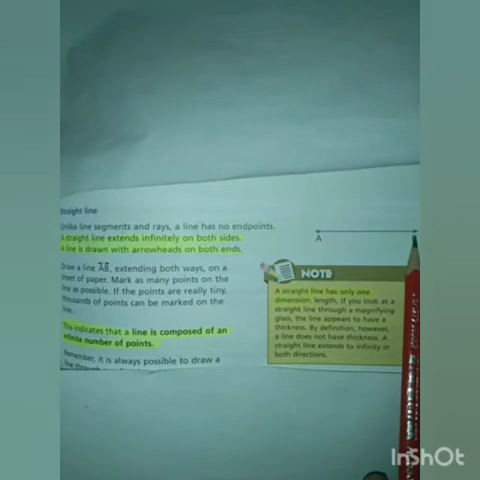 Straight line
Unlike line segments and rays, a line has no endpoints.
A straight line extends infinitely on both sides.
A line is drawn with arrowheads on both ends.
Draw a line AB, extending both ways, on a
sheet of paper. Mark as many points on the
line as possible. If the points are really tiny,
thousands of points can be marked on the
line.
This indicates that a line is composed of an
infinite number of points.
Remember, it is always possible to draw a
line through
A
NOTE
A straight line has only one
dimension: length. If you look at a
straight line through a magnifying
glass, the line appears to have a
thickness. By definition, however,
a line does not have thickness. A
straight line extends to infinity in
both directions.
InShOt